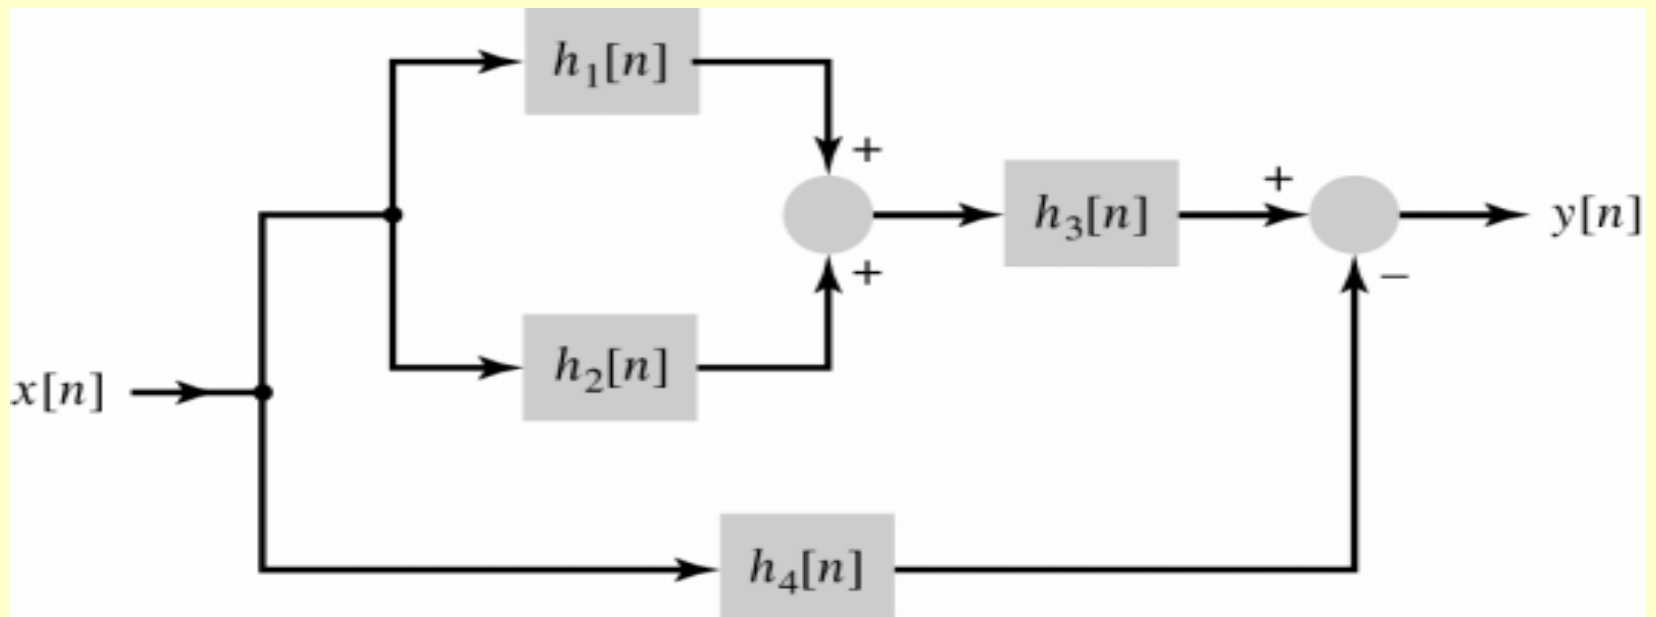 h₁[n]
+
h₃[n]
+
y[n]
+
−
h₂[n]
x[n]
h₄[n]